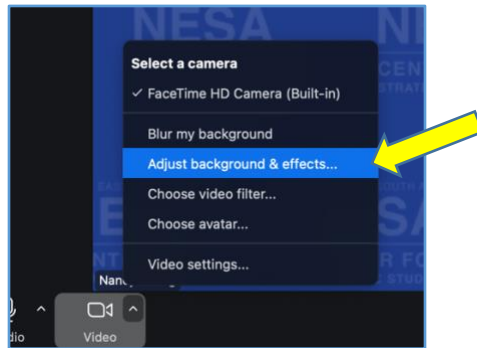 NESA
Select a camera
✓ FaceTime HD Camera (Built-in)
Blur my background
Adjust background & effects...
Choose video filter...
Choose avatar...
Video settings...
Video